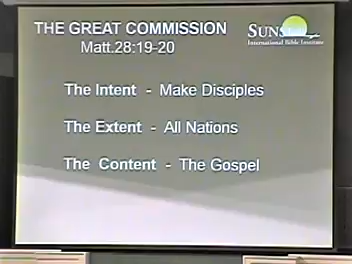 THE GREAT COMMISSION
Matt.28:19-20
SUNSET
International Bible Institute
The Intent - Make Disciples
The Extent - All Nations
The Content - The Gospel